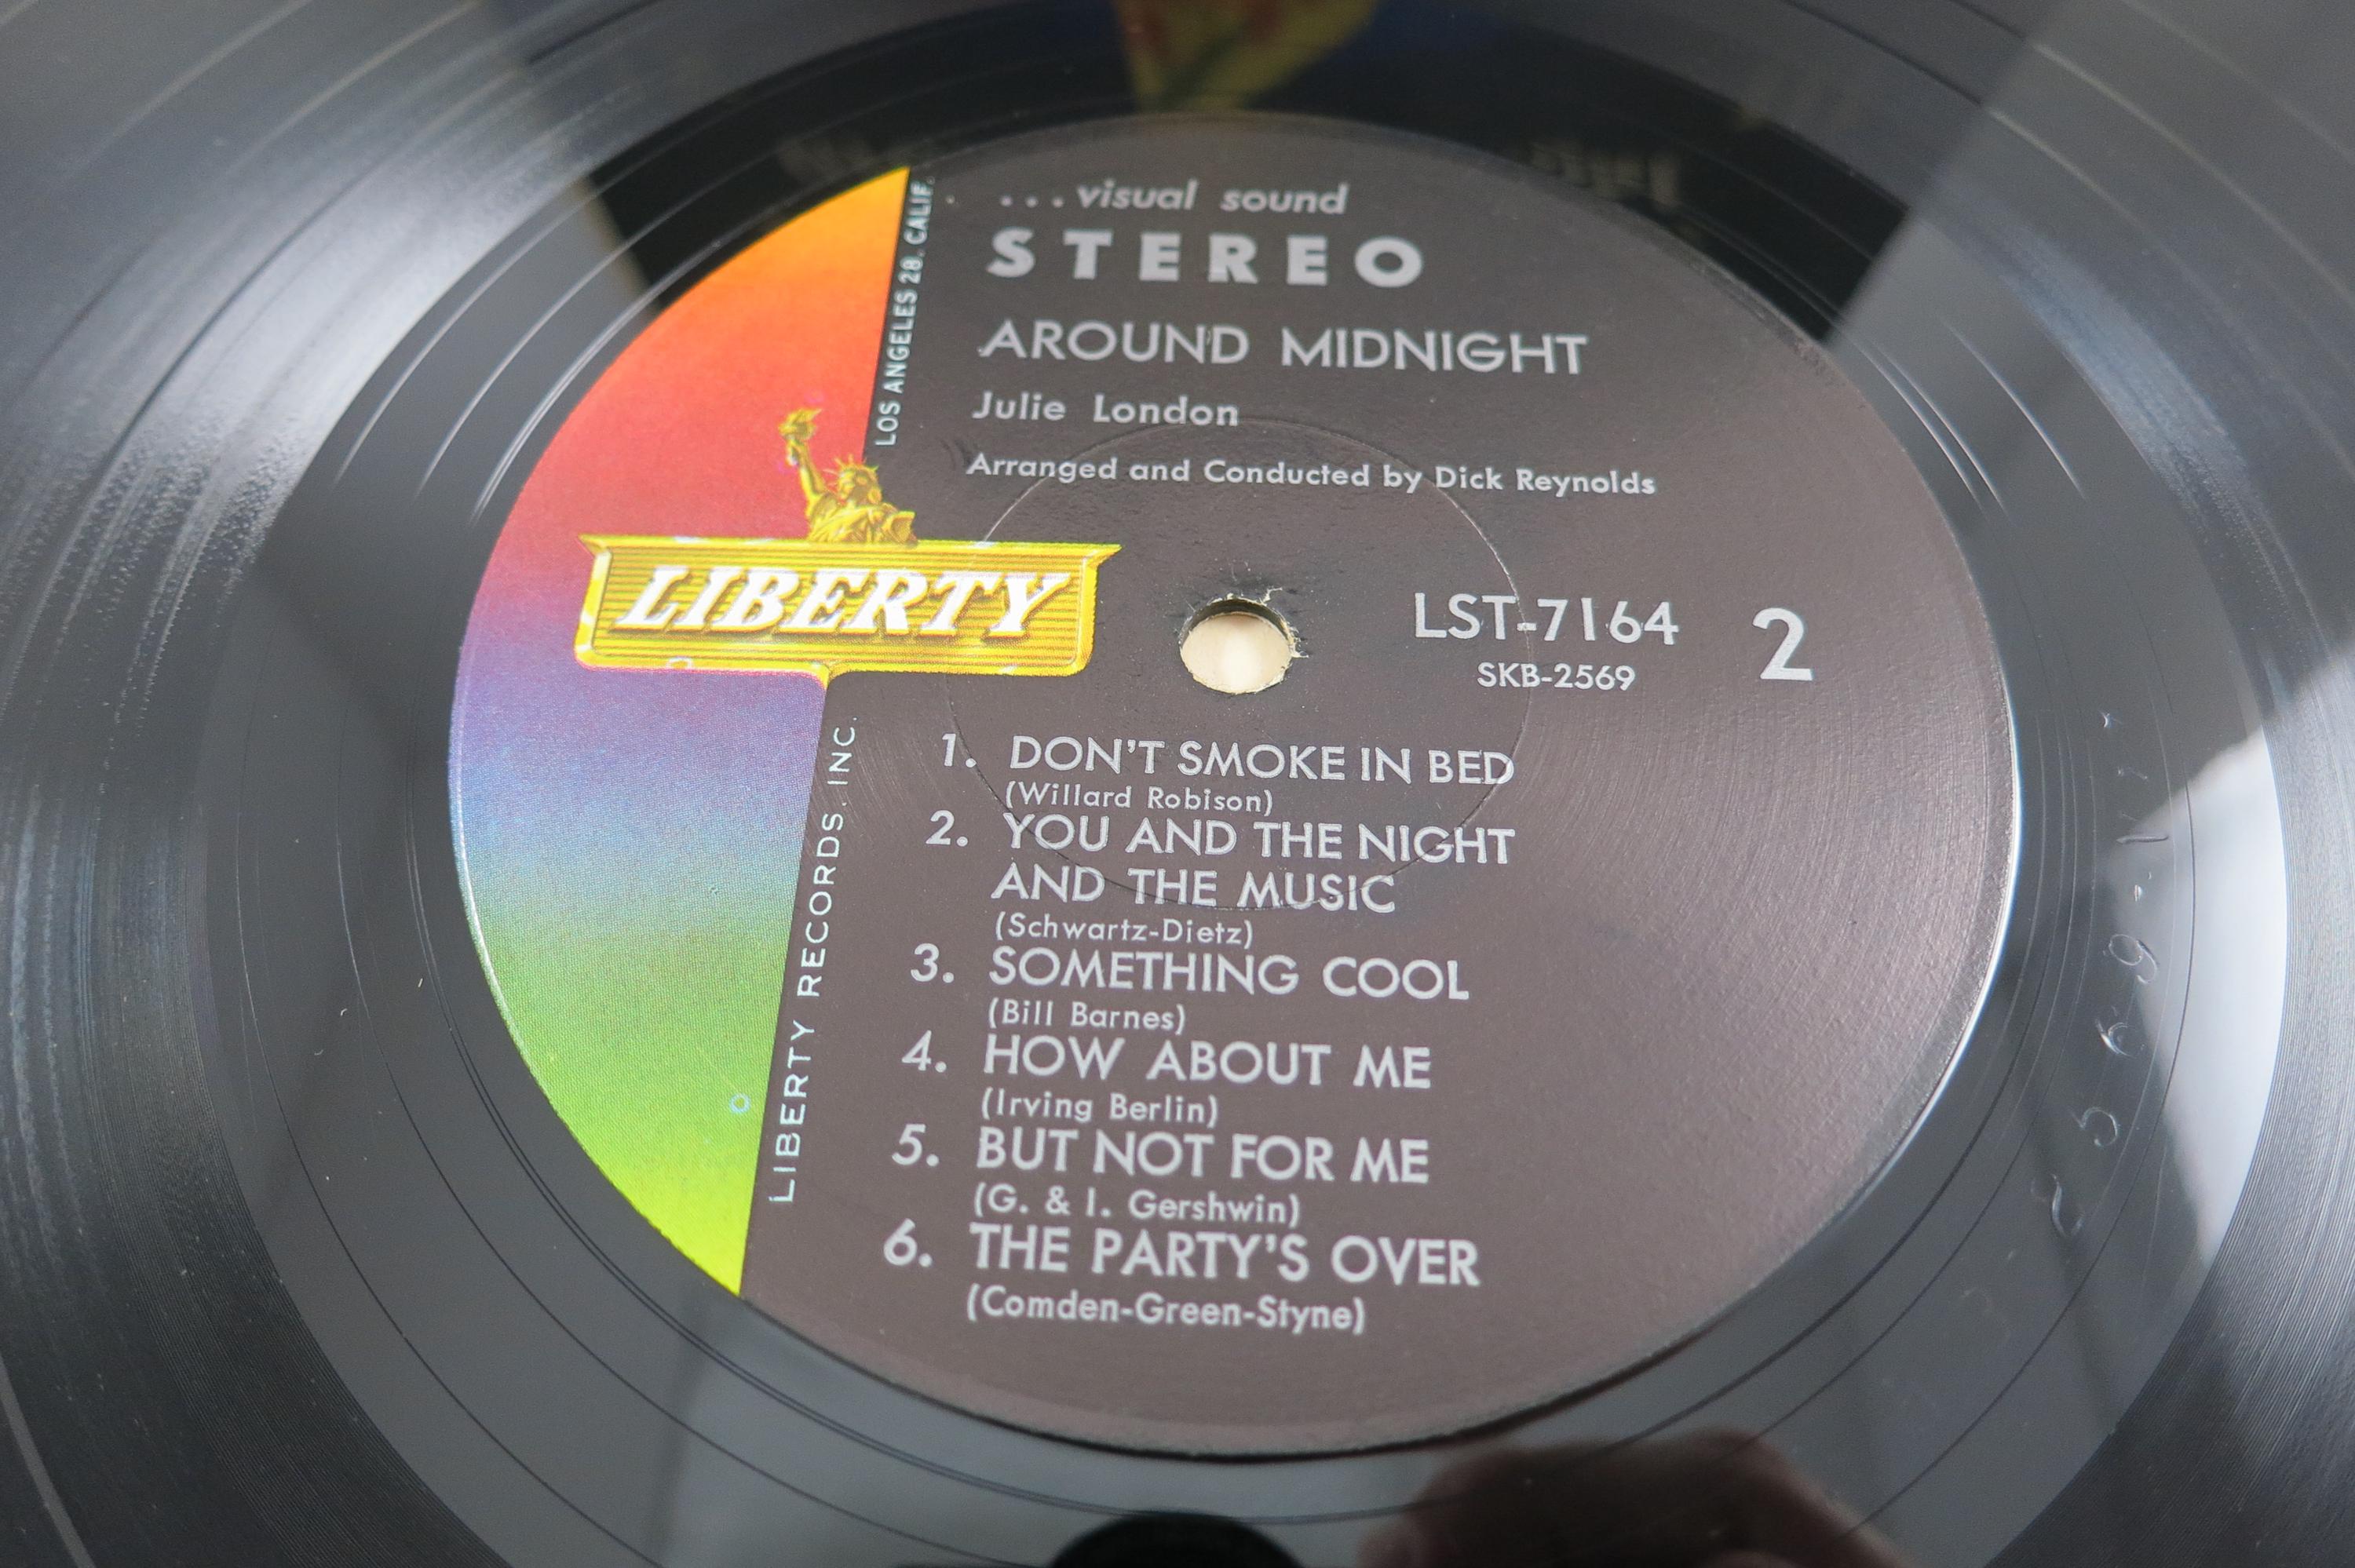 ...visual sound
STEREO
AROUND MIDNIGHT
Julie London
Arranged and Conducted by Dick Reynolds
LIBERTY
LST-7164 2
SKB-2569
1. DON'T SMOKE IN BED
(Willard Robison)
2. YOU AND THE NIGHT
AND THE MUSIC
(Schwartz-Dietz)
3. SOMETHING COOL
(Bill Barnes)
4. HOW ABOUT ME
(Irving Berlin)
5. BUT NOT FOR ME
(G. & I. Gershwin)
6. THE PARTY'S OVER
(Comden-Green-Styne)
LIBERTY RECORDS, INC.
LOS ANGELES 28, CALIF.